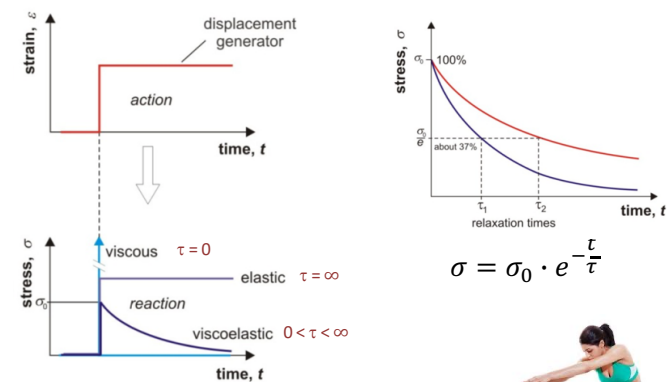 strain, ε
displacement
generator
action
time, t
stress, σ
viscous τ = 0
elastic τ = ∞
σ₀
reaction
viscoelastic 0 < τ < ∞
time, t
stress, σ
σ₀
100%
σ₀/e
about 37%
τ₁ τ₂
relaxation times
time, t
σ = σ₀ · e^(-t/τ)